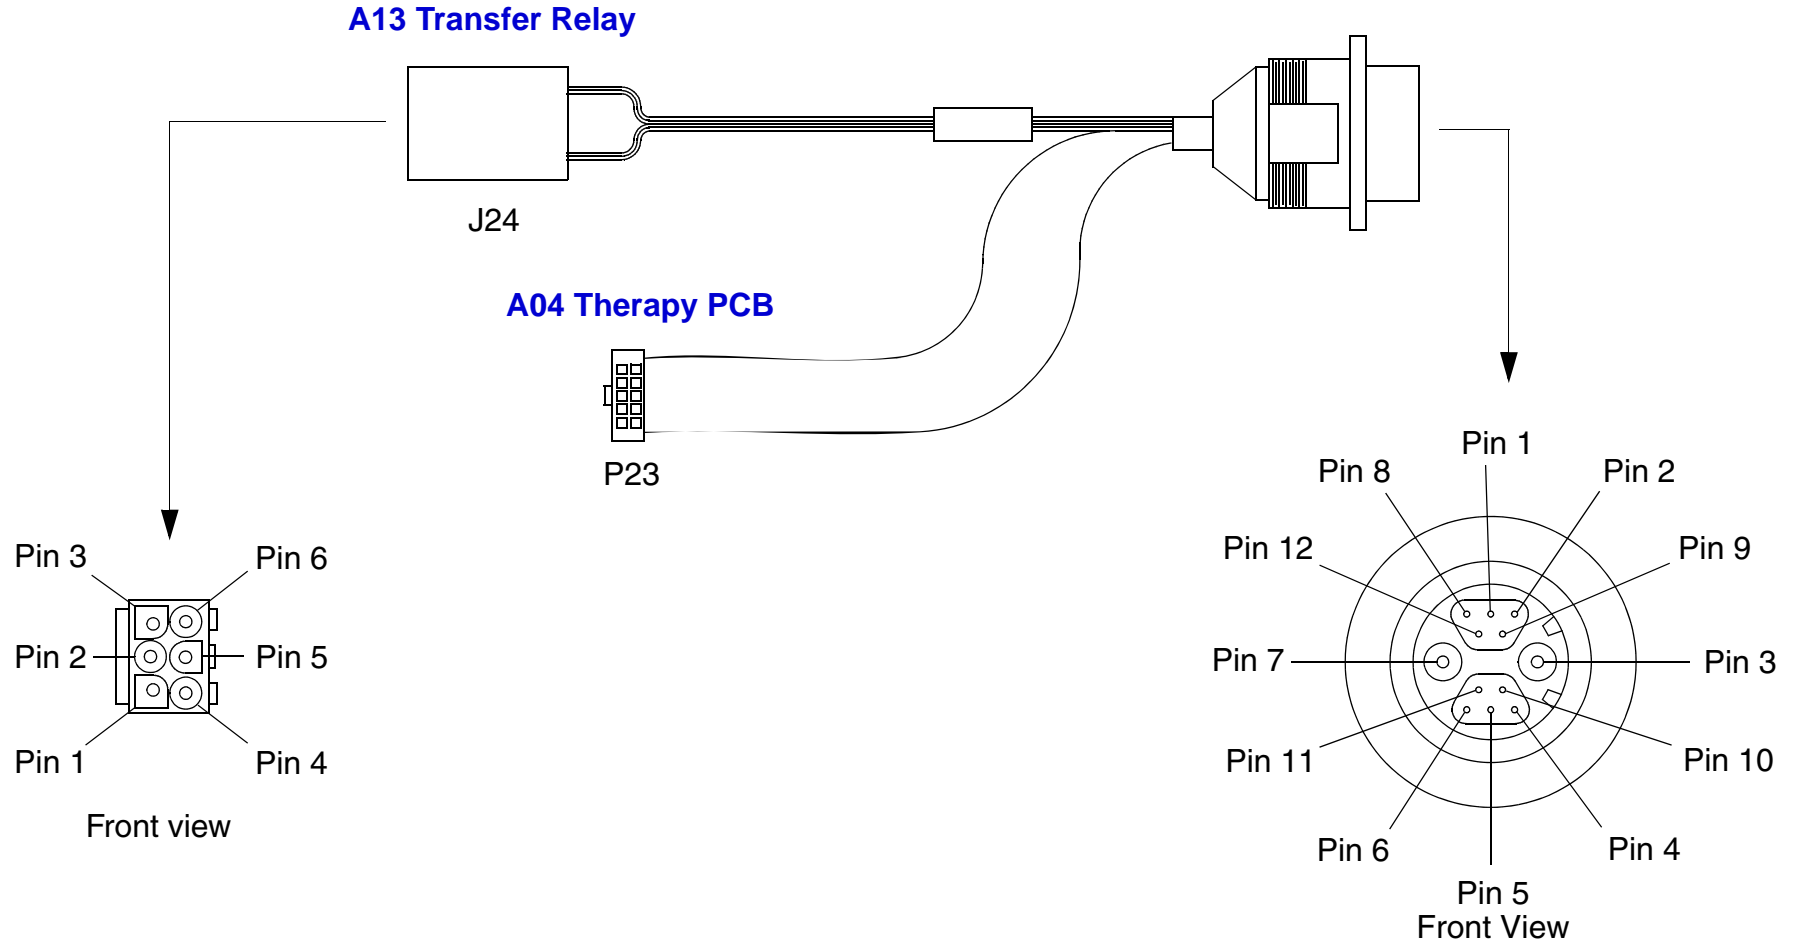 A13 Transfer Relay
J24
A04 Therapy PCB
P23
Pin 3
Pin 6
Pin 2
Pin 5
Pin 1
Pin 4
Front view
Pin 1
Pin 8
Pin 2
Pin 12
Pin 9
Pin 7
Pin 3
Pin 11
Pin 10
Pin 6
Pin 4
Pin 5
Front View